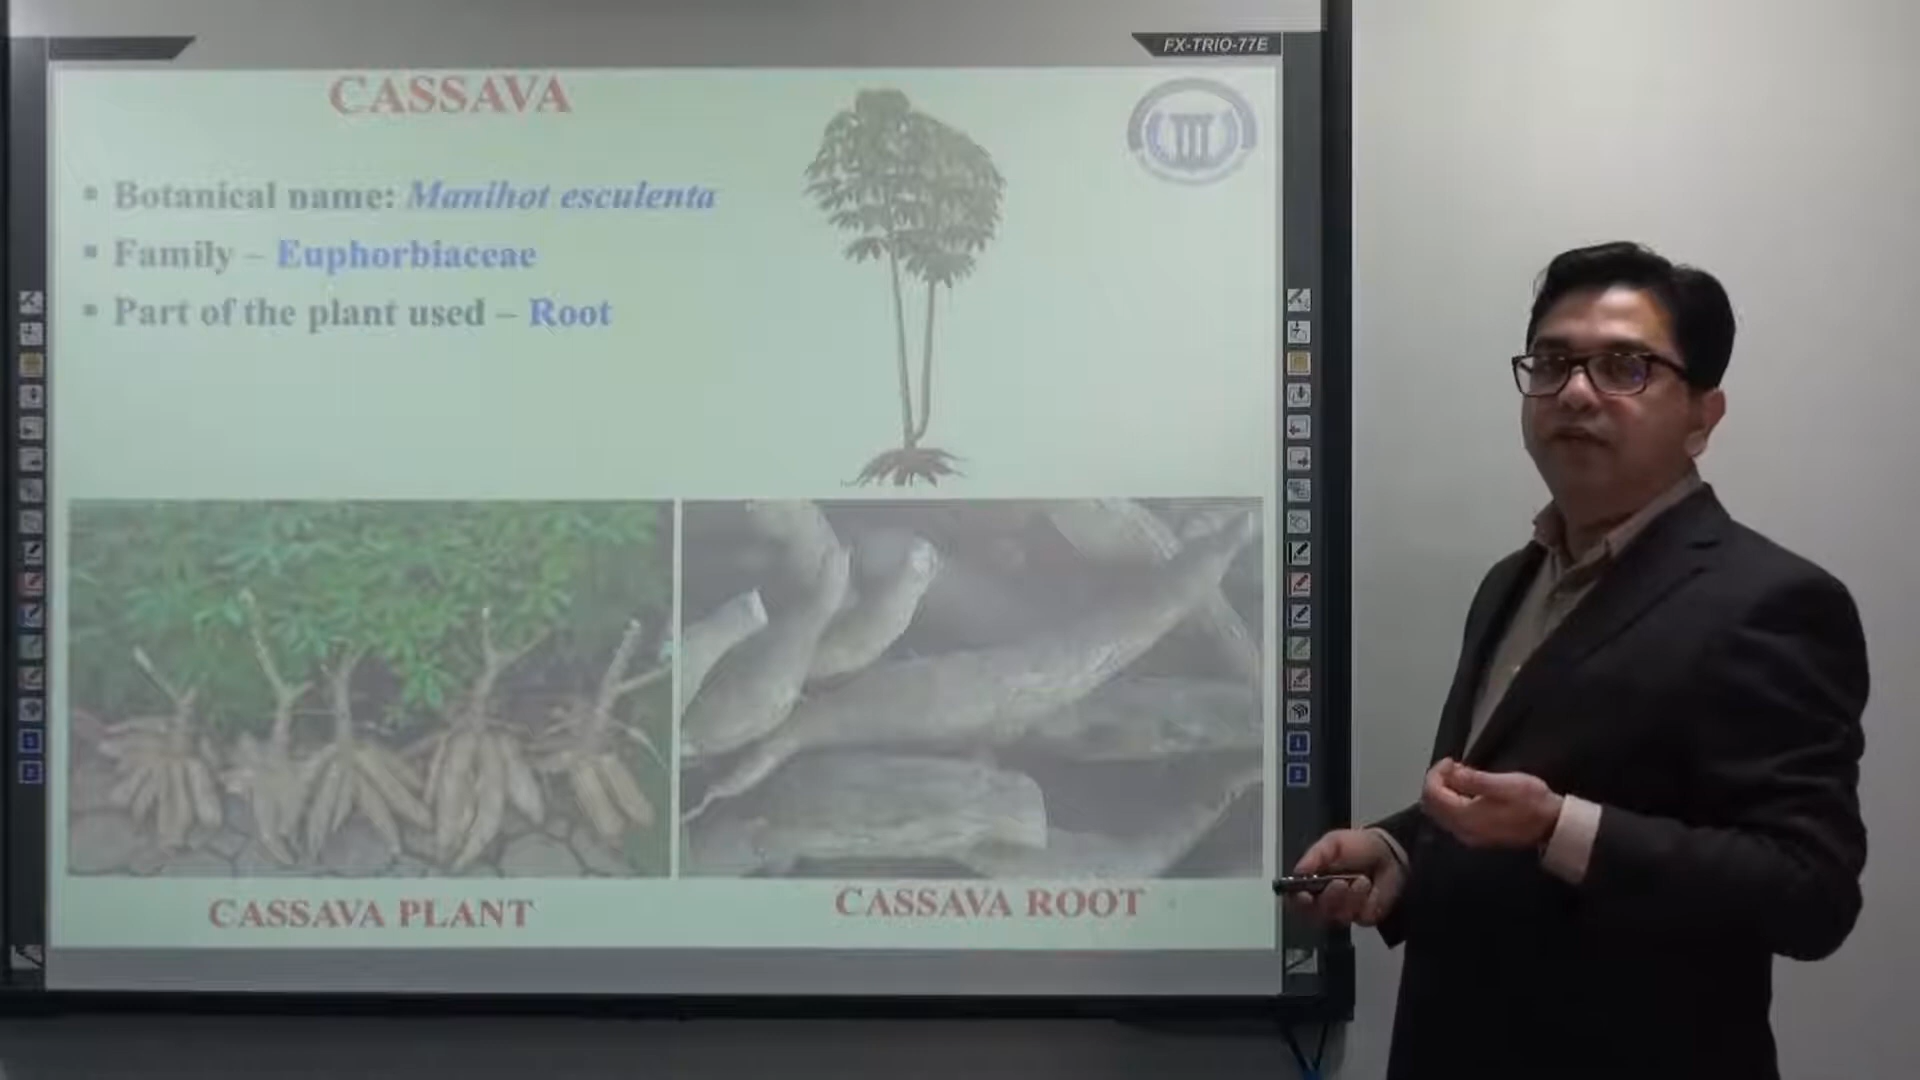 FX-TRIO-77E
CASSAVA
▪ Botanical name: Manihot esculenta
▪ Family – Euphorbiaceae
▪ Part of the plant used – Root
CASSAVA PLANT
CASSAVA ROOT